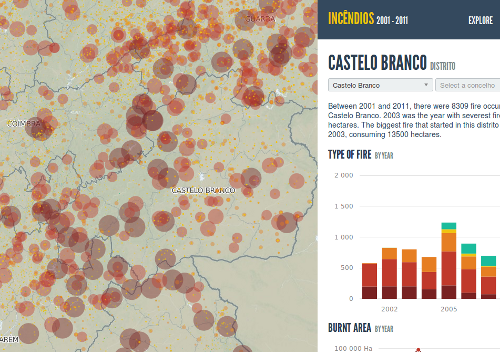 GUARDA
COIMBRA
CASTELO BRANCO
AREM
INCÊNDIOS 2001 - 2011 EXPLORE
CASTELO BRANCO DISTRITO
Castelo Branco Select a concelho
Between 2001 and 2011, there were 8309 fire occu
Castelo Branco. 2003 was the year with severest fir
hectares. The biggest fire that started in this distrito
2003, consuming 13500 hectares.
TYPE OF FIRE BY YEAR
2 000
1 500
1 000
500
0
2002 2005
BURNT AREA BY YEAR
100 000 Ha